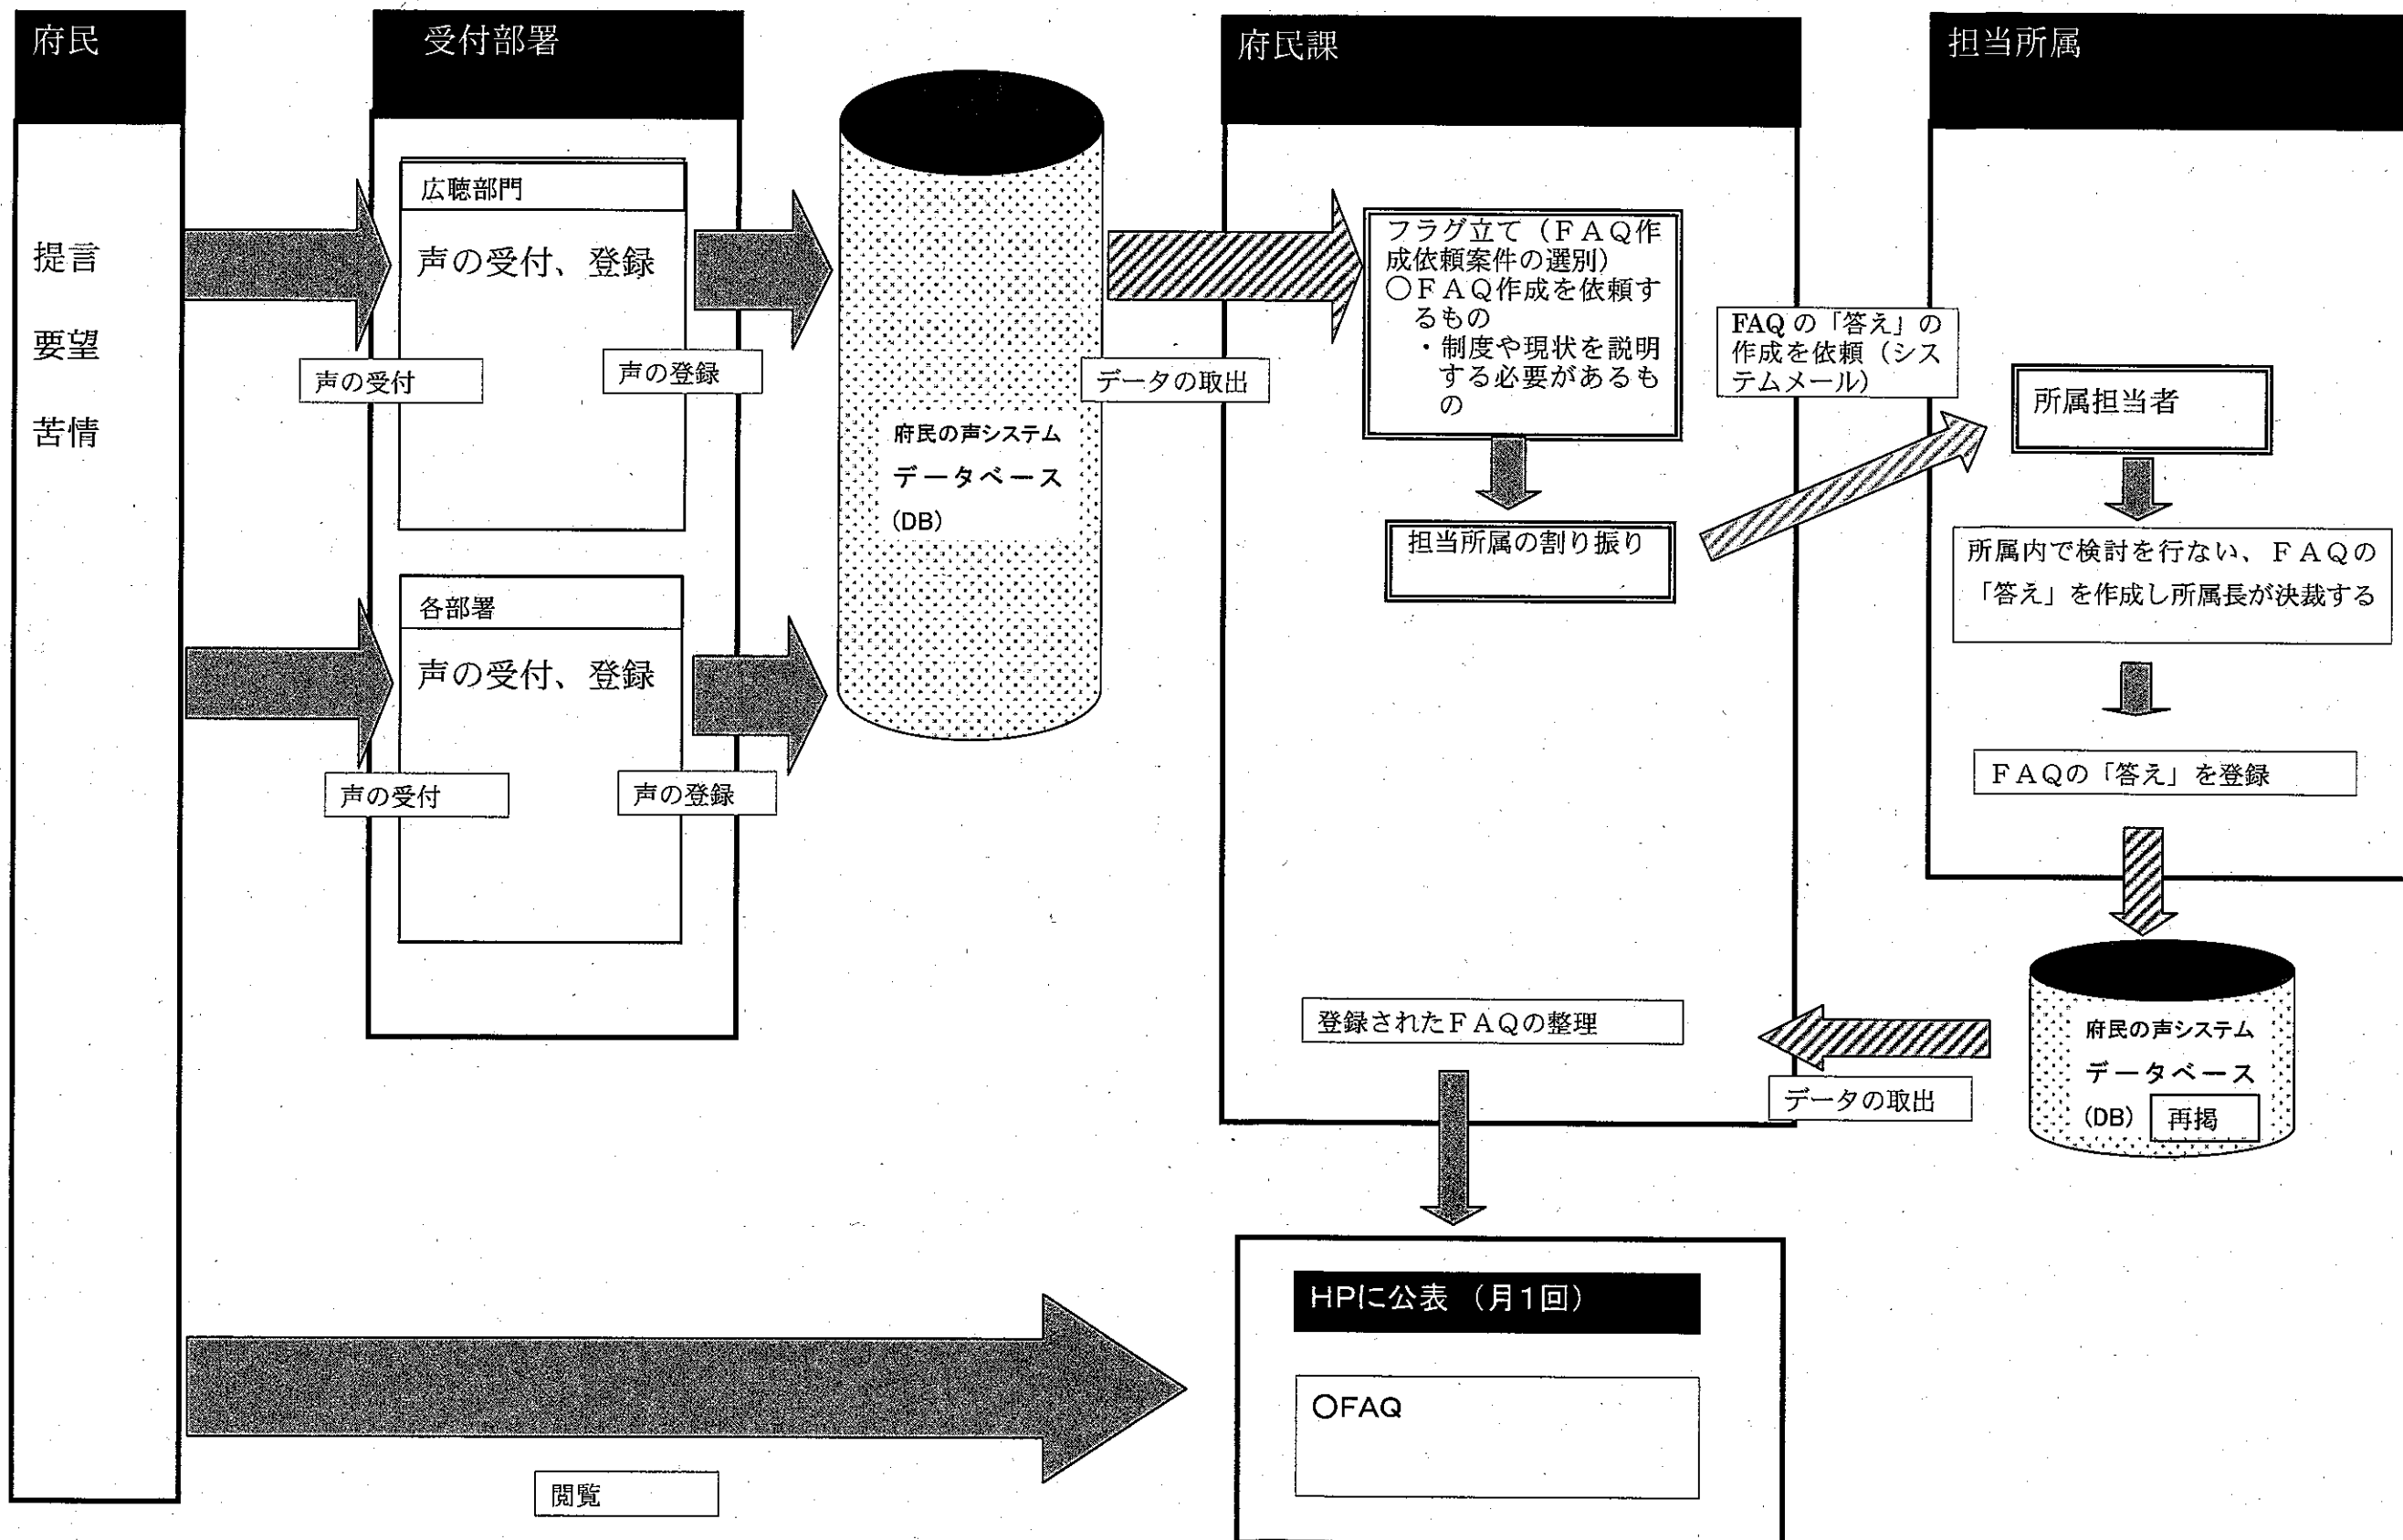 府民
提言
要望
苦情
受付部署
広聴部門
声の受付、登録
声の受付
声の登録
各部署
声の受付、登録
声の受付
声の登録
府民の声システム
データベース
(DB)
データの取出
府民課
フラグ立て（ＦＡＱ作
成依頼案件の選別）
○ＦＡＱ作成を依頼す
るもの
・制度や現状を説明
する必要があるも
の
担当所属の割り振り
FAQ の「答え」の
作成を依頼（シス
テムメール）
担当所属
所属担当者
所属内で検討を行ない、ＦＡＱの
「答え」を作成し所属長が決裁する
ＦＡＱの「答え」を登録
府民の声システム
データベース
(DB) 再掲
データの取出
登録されたＦＡＱの整理
HPに公表（月1回）
○FAQ
閲覧